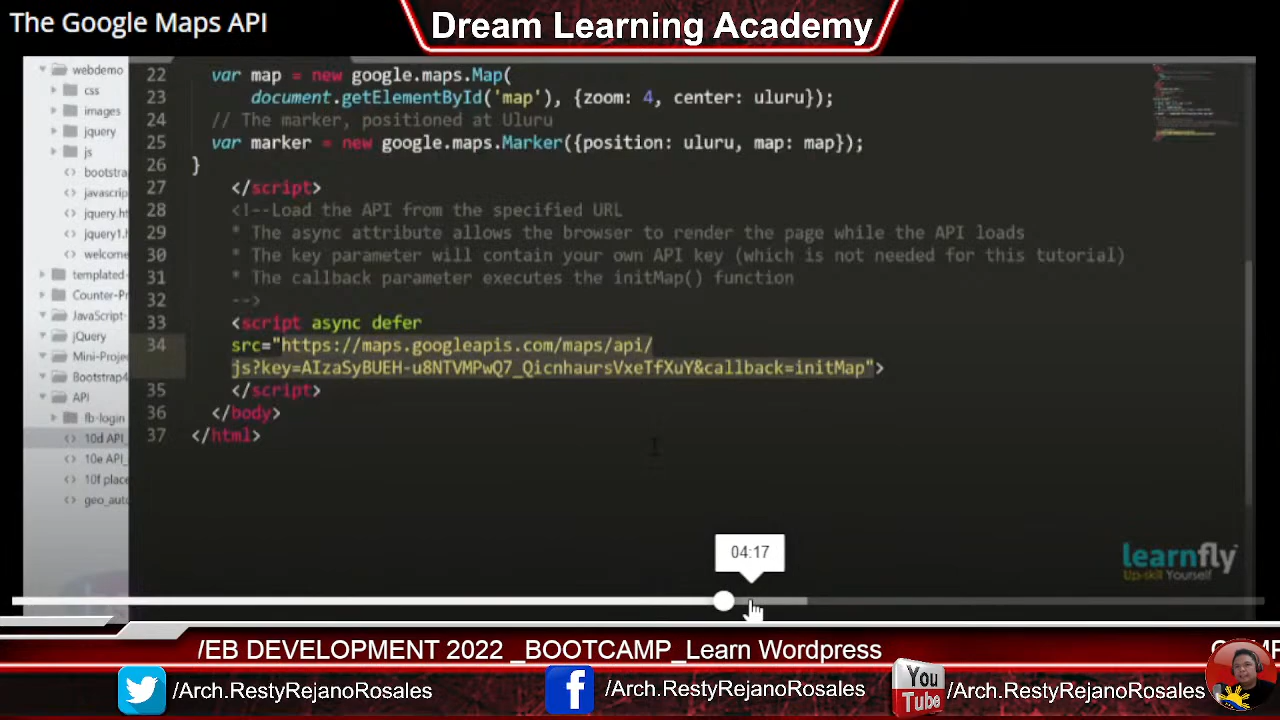 The Google Maps API
Dream Learning Academy
webdemo
css
images
jquery
js
bootstra
javascrip
jquery.ht
jquery1.h
welcome
templated-
Counter-Pr
JavaScript-
jQuery
Mini-Projec
Bootstrap4
API
fb-login
10d API_
10e API_
10f place
geo_auto
22 var map = new google.maps.Map(
23 document.getElementById('map'), {zoom: 4, center: uluru});
24 // The marker, positioned at Uluru
25 var marker = new google.maps.Marker({position: uluru, map: map});
26 }
27 </script>
28 <!--Load the API from the specified URL
29 * The async attribute allows the browser to render the page while the API loads
30 * The key parameter will contain your own API key (which is not needed for this tutorial)
31 * The callback parameter executes the initMap() function
32 -->
33 <script async defer
34 src="https://maps.googleapis.com/maps/api/
js?key=AIzaSyBUEH-u8NTVMPwQ7_QicnhaursVxeTfXuY&callback=initMap">
35 </script>
36 </body>
37 </html>
04:17
learnfly
Up-skill Yourself
/EB DEVELOPMENT 2022 _BOOTCAMP_Learn Wordpress
/Arch.RestyRejanoRosales
/Arch.RestyRejanoRosales
You Tube
/Arch.RestyRejanoRosales